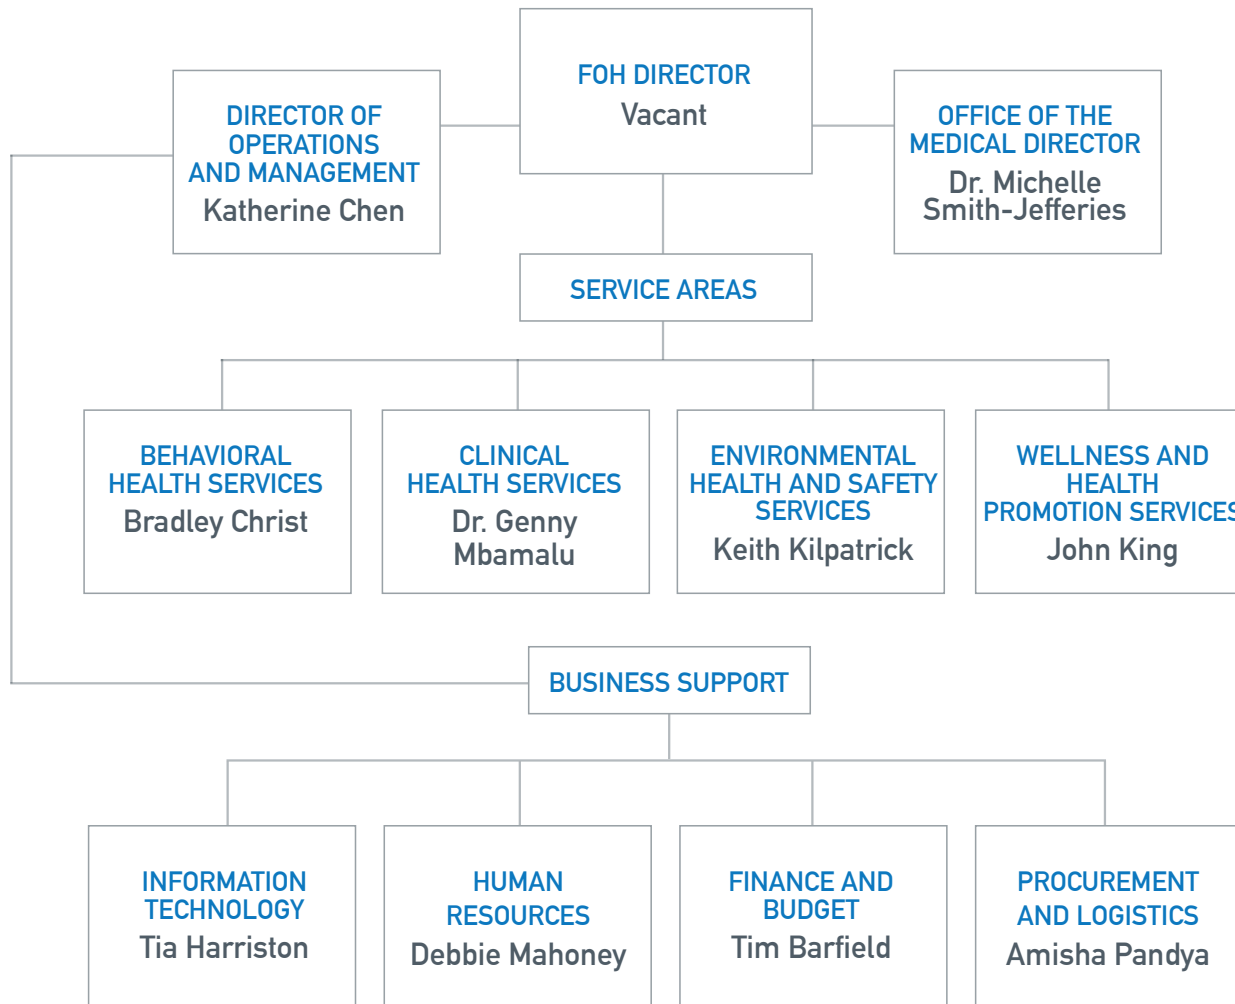 FOH DIRECTOR
Vacant
DIRECTOR OF
OPERATIONS
AND MANAGEMENT
Katherine Chen
OFFICE OF THE
MEDICAL DIRECTOR
Dr. Michelle
Smith-Jefferies
SERVICE AREAS
BEHAVIORAL
HEALTH SERVICES
Bradley Christ
CLINICAL
HEALTH SERVICES
Dr. Genny
Mbamalu
ENVIRONMENTAL
HEALTH AND SAFETY
SERVICES
Keith Kilpatrick
WELLNESS AND
HEALTH
PROMOTION SERVICES
John King
BUSINESS SUPPORT
INFORMATION
TECHNOLOGY
Tia Harriston
HUMAN
RESOURCES
Debbie Mahoney
FINANCE AND
BUDGET
Tim Barfield
PROCUREMENT
AND LOGISTICS
Amisha Pandya